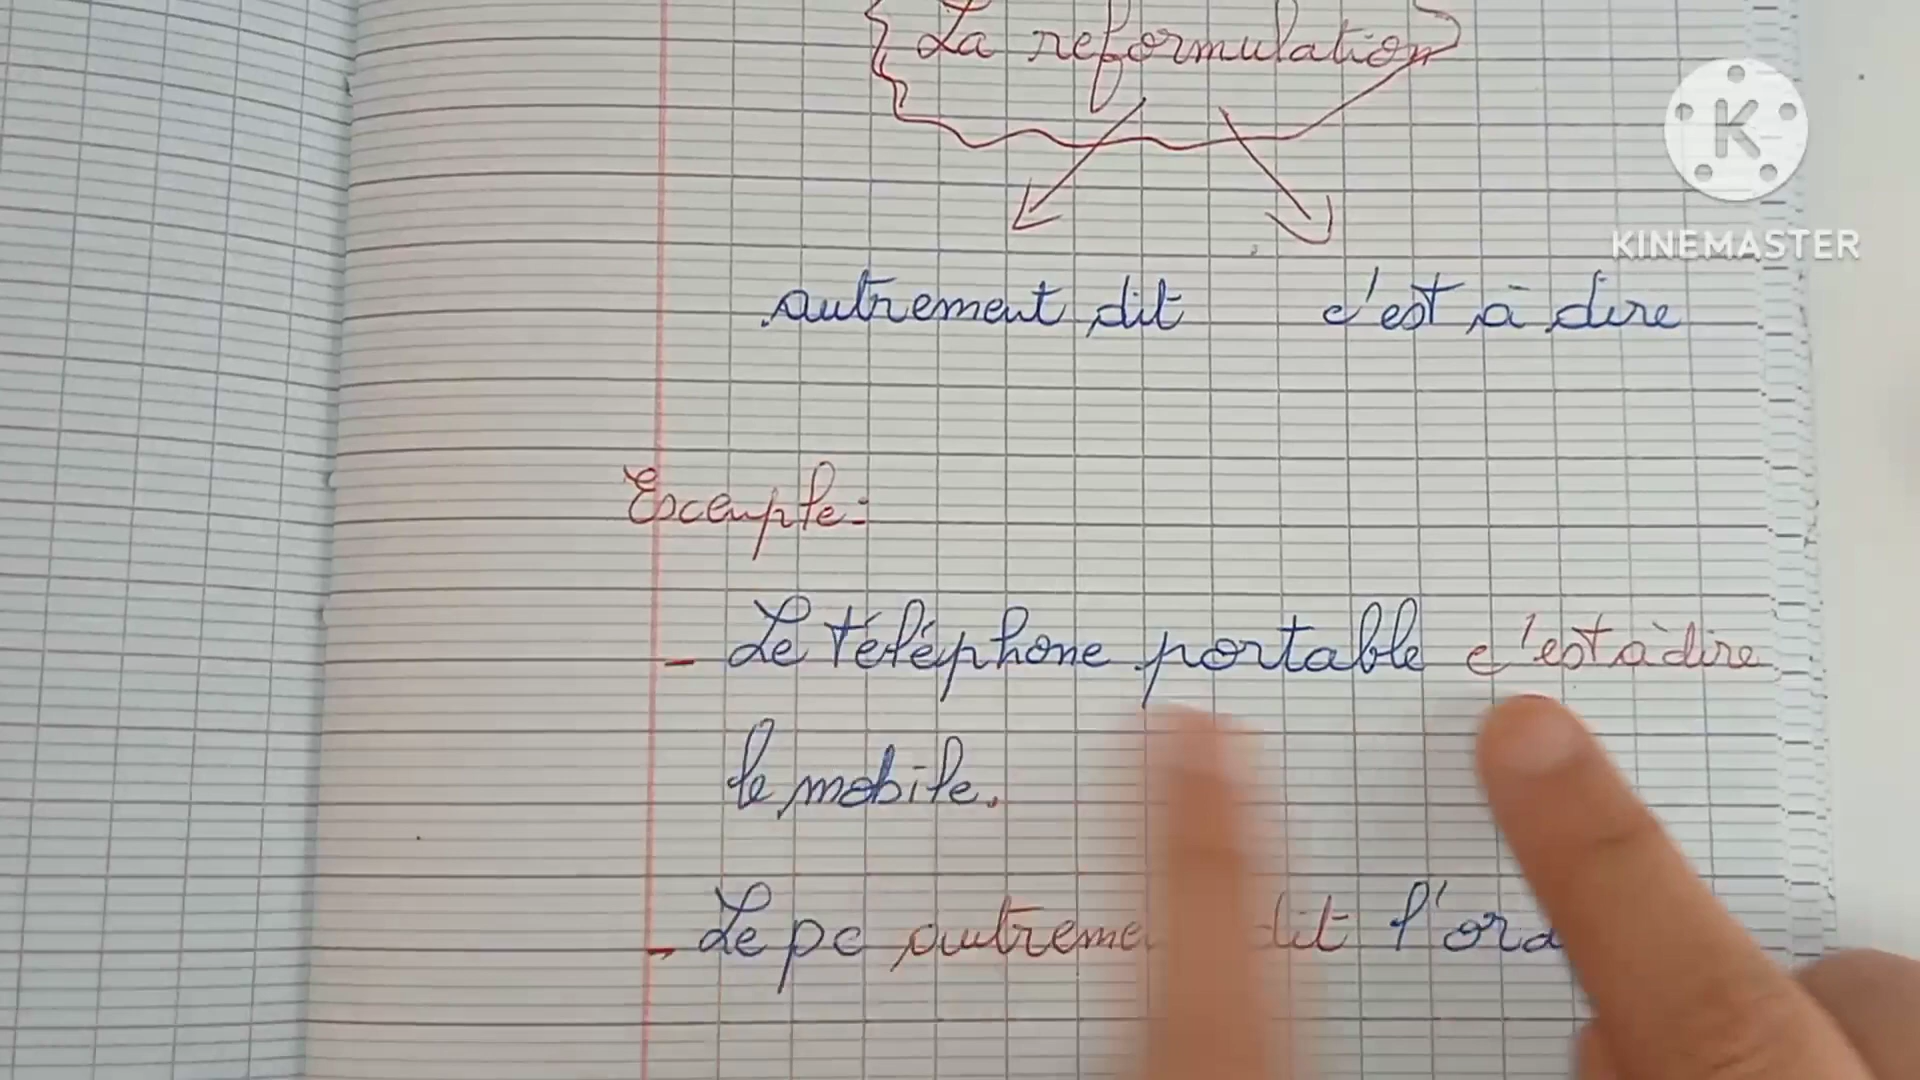 La reformulation
autrement dit c'est à dire
Exemple:
- Le téléphone portable c'est à dire
le mobile.
- Le pc dit
K
KINEMASTER